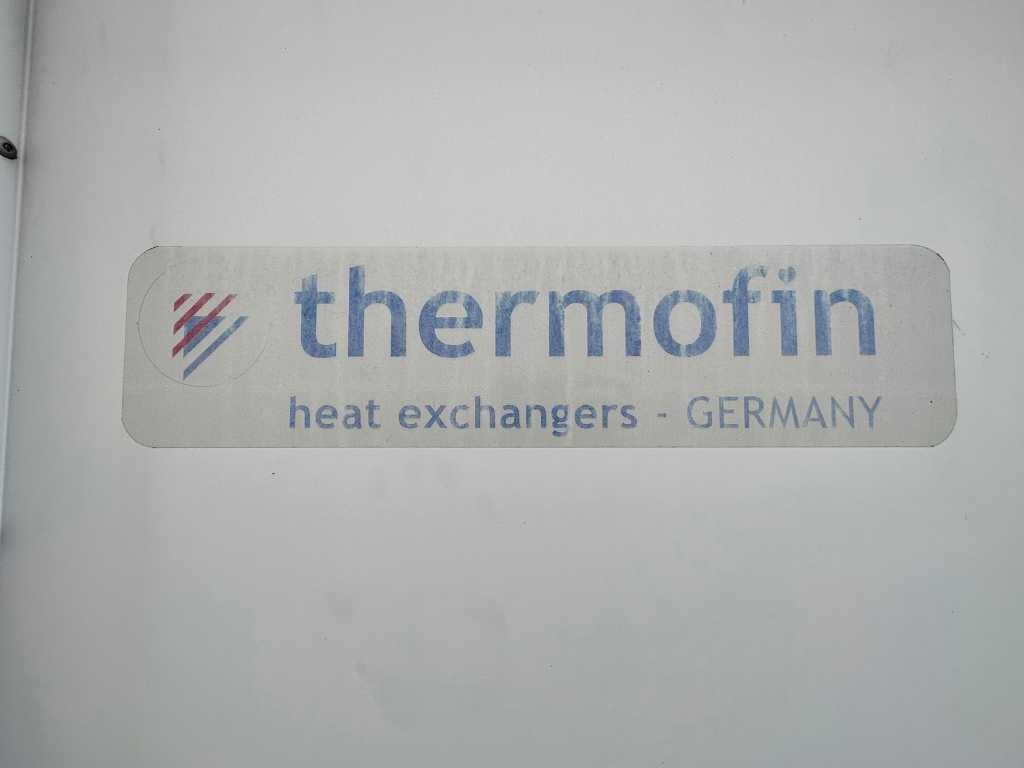 thermofin
heat exchangers - GERMANY